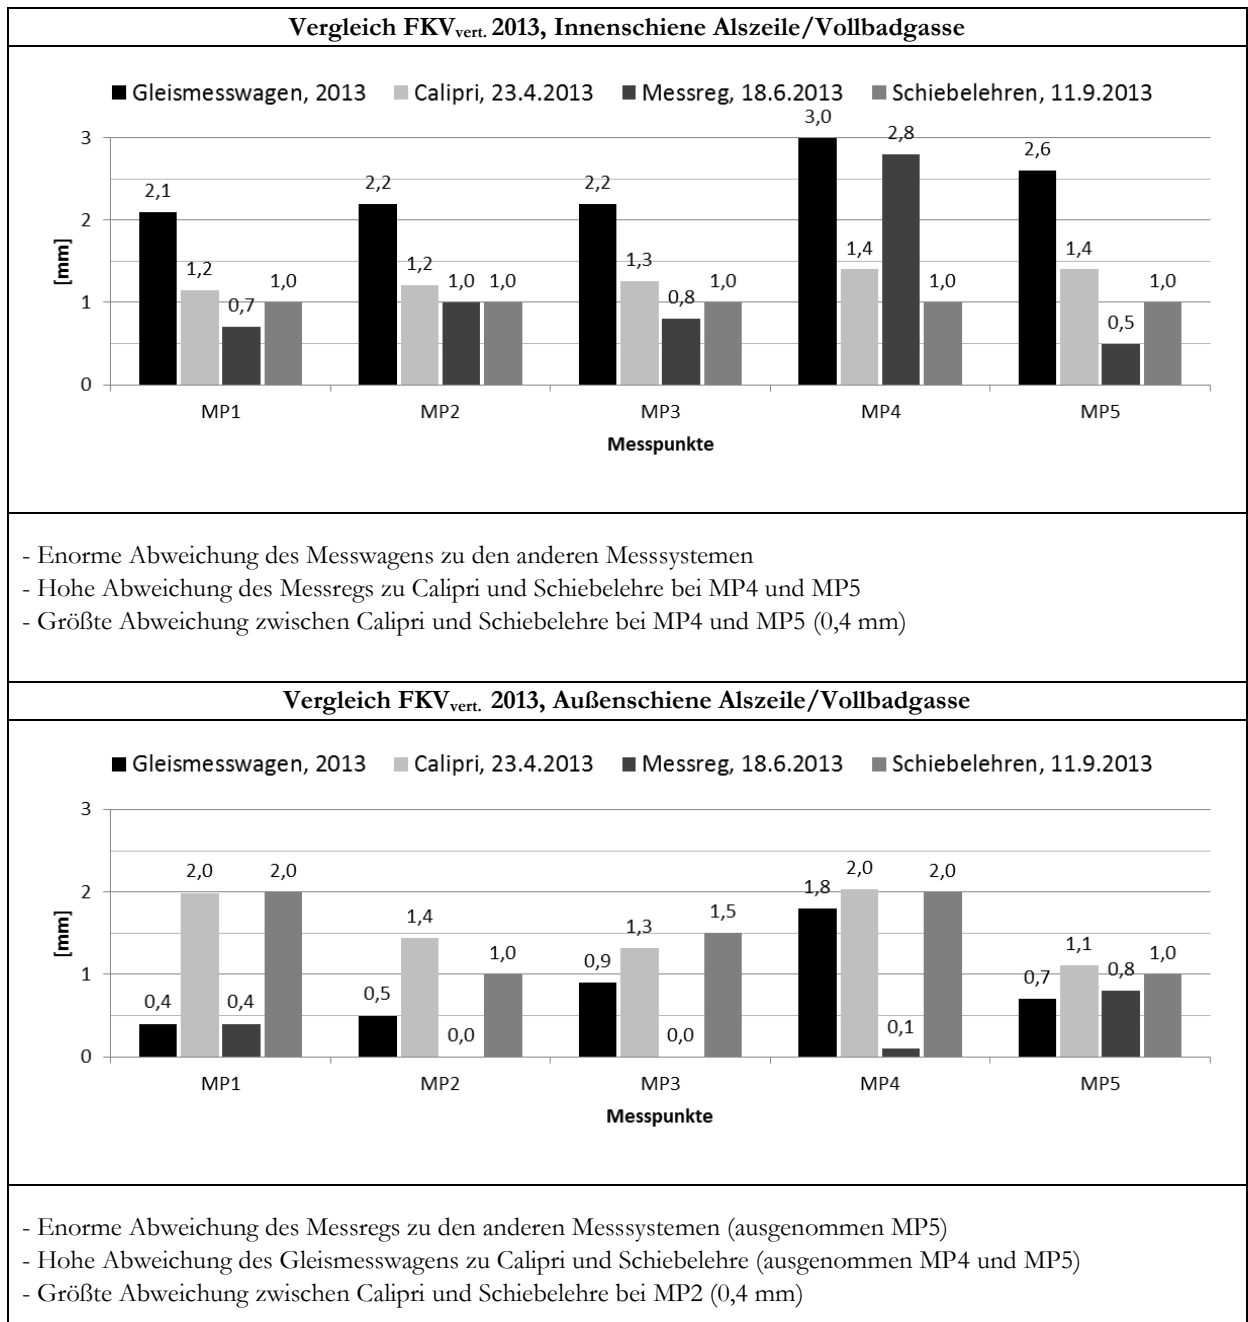 Vergleich FKVvert. 2013, Innenschiene Alszeile/Vollbadgasse
Gleismesswagen, 2013 Calipri, 23.4.2013 Messreg, 18.6.2013 Schiebelehren, 11.9.2013
3
2
1
0
[mm]
2,1 1,2 0,7 1,0
2,2 1,2 1,0 1,0
2,2 1,3 0,8 1,0
3,0 1,4 2,8 1,0
2,6 1,4 0,5 1,0
MP1 MP2 MP3 MP4 MP5
Messpunkte
- Enorme Abweichung des Messwagens zu den anderen Messsystemen
- Hohe Abweichung des Messregs zu Calipri und Schiebelehre bei MP4 und MP5
- Größte Abweichung zwischen Calipri und Schiebelehre bei MP4 und MP5 (0,4 mm)
Vergleich FKVvert. 2013, Außenschiene Alszeile/Vollbadgasse
Gleismesswagen, 2013 Calipri, 23.4.2013 Messreg, 18.6.2013 Schiebelehren, 11.9.2013
3
2
1
0
[mm]
0,4 2,0 0,4 2,0
0,5 1,4 0,0 1,0
0,9 1,3 0,0 1,5
1,8 2,0 0,1 2,0
0,7 1,1 0,8 1,0
MP1 MP2 MP3 MP4 MP5
Messpunkte
- Enorme Abweichung des Messregs zu den anderen Messsystemen (ausgenommen MP5)
- Hohe Abweichung des Gleismesswagens zu Calipri und Schiebelehre (ausgenommen MP4 und MP5)
- Größte Abweichung zwischen Calipri und Schiebelehre bei MP2 (0,4 mm)